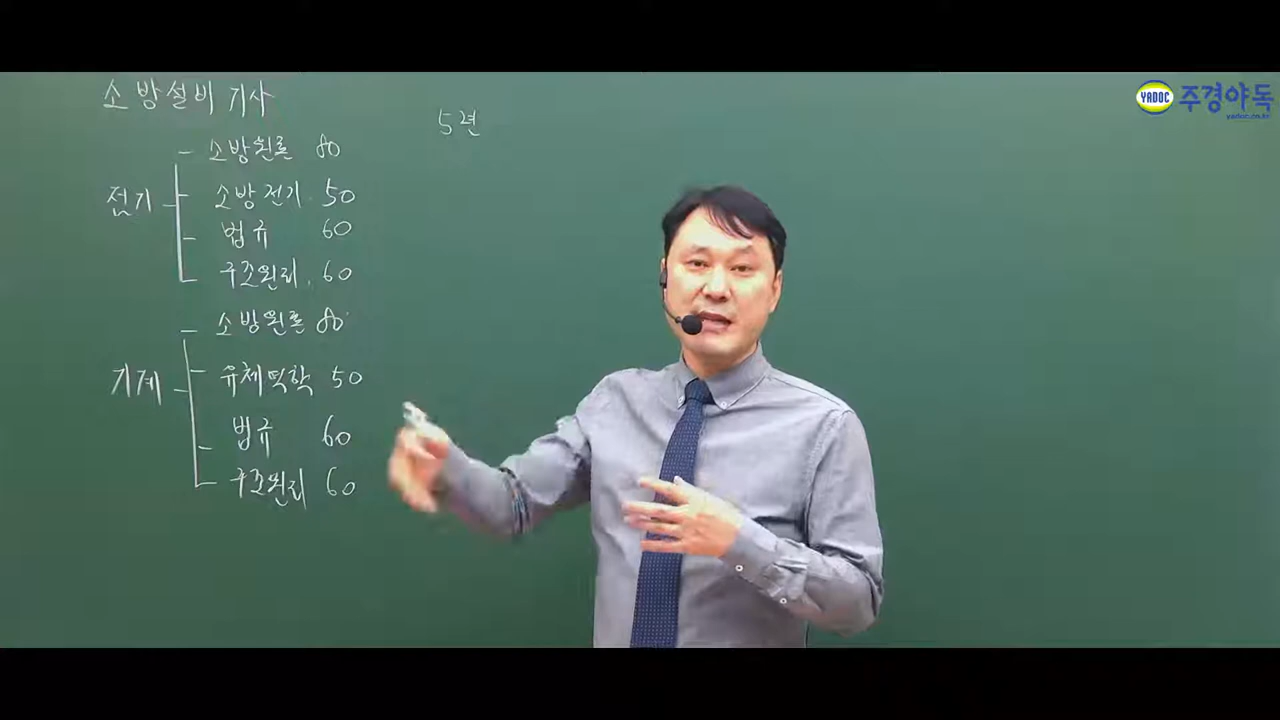 소방설비기사
5편
전기
소방원론 80
소방전기 50
법규 60
구조원리 60
기계
소방원론 80
유체역학 50
법규 60
구조원리 60
YADOC 주경야독
yadoc.co.kr